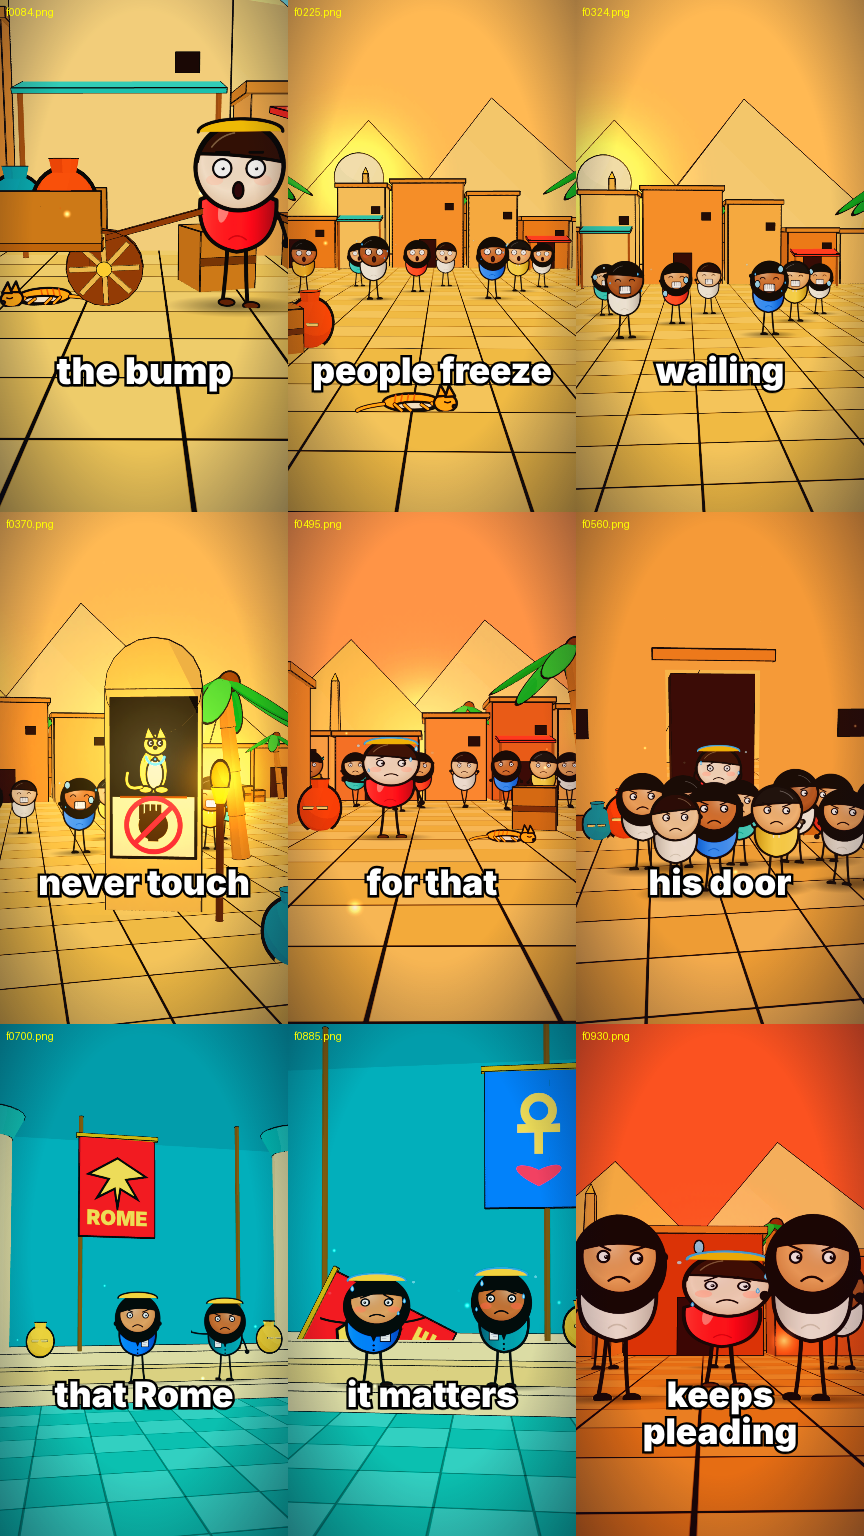 f0084.png
the bump
f0225.png
people freeze
f0324.png
wailing
f0370.png
never touch
f0495.png
for that
f0560.png
his door
f0700.png
ROME
that Rome
f0885.png
E
it matters
f0930.png
keeps
pleading